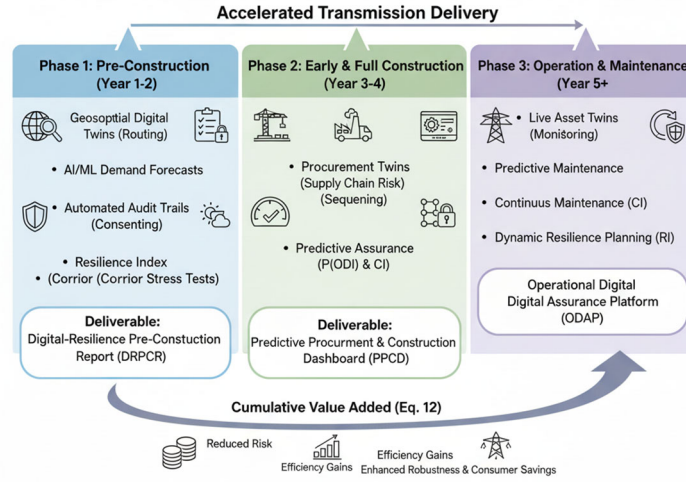 Accelerated Transmission Delivery
Phase 1: Pre-Construction
(Year 1-2)
Geosoptial Digital
Twins (Routing)
• AI/ML Demand Forecasts
• Automated Audit Trails
(Consenting)
• Resilience Index
• (Corrior (Corrior Stress Tests)
Deliverable:
Digital-Resilience Pre-Constuction
Report (DRPCR)
Phase 2: Early & Full Construction
(Year 3-4)
• Procurement Twins
(Supply Chain Risk)
(Sequencing)
• Predictive Assurance
(P(ODI) & CI)
Deliverable:
Predictive Procurment & Construction
Dashboard (PPCD)
Phase 3: Operation & Maintenance
(Year 5+
• Live Asset Twins
(Monitoring)
• Predictive Maintenance
• Continuus Maintenance (CI)
• Dynamic Resilience Planning (RI)
Operational Digital
Digital Assurance Platform
(ODAP)
Cumulative Value Added (Eq. 12)
Reduced Risk
Efficiency Gains
Efficiency Gains
Enhanced Robustness & Consumer Savings